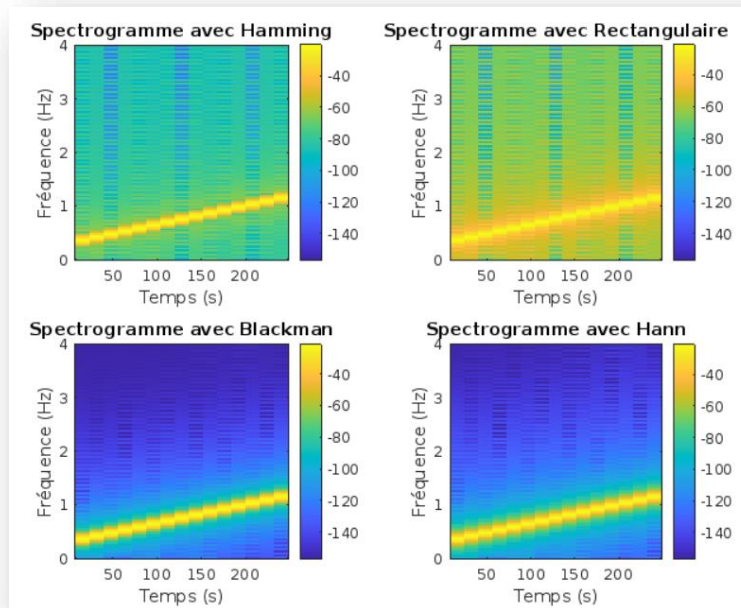 Spectrogramme avec Hamming
4
3
2
1
0
Fréquence (Hz)
50 100 150 200
Temps (s)
-40
-60
-80
-100
-120
-140
Spectrogramme avec Rectangulaire
4
3
2
1
0
Fréquence (Hz)
50 100 150 200
Temps (s)
-40
-60
-80
-100
-120
-140
Spectrogramme avec Blackman
4
3
2
1
0
Fréquence (Hz)
50 100 150 200
Temps (s)
-40
-60
-80
-100
-120
-140
Spectrogramme avec Hann
4
3
2
1
0
Fréquence (Hz)
50 100 150 200
Temps (s)
-40
-60
-80
-100
-120
-140